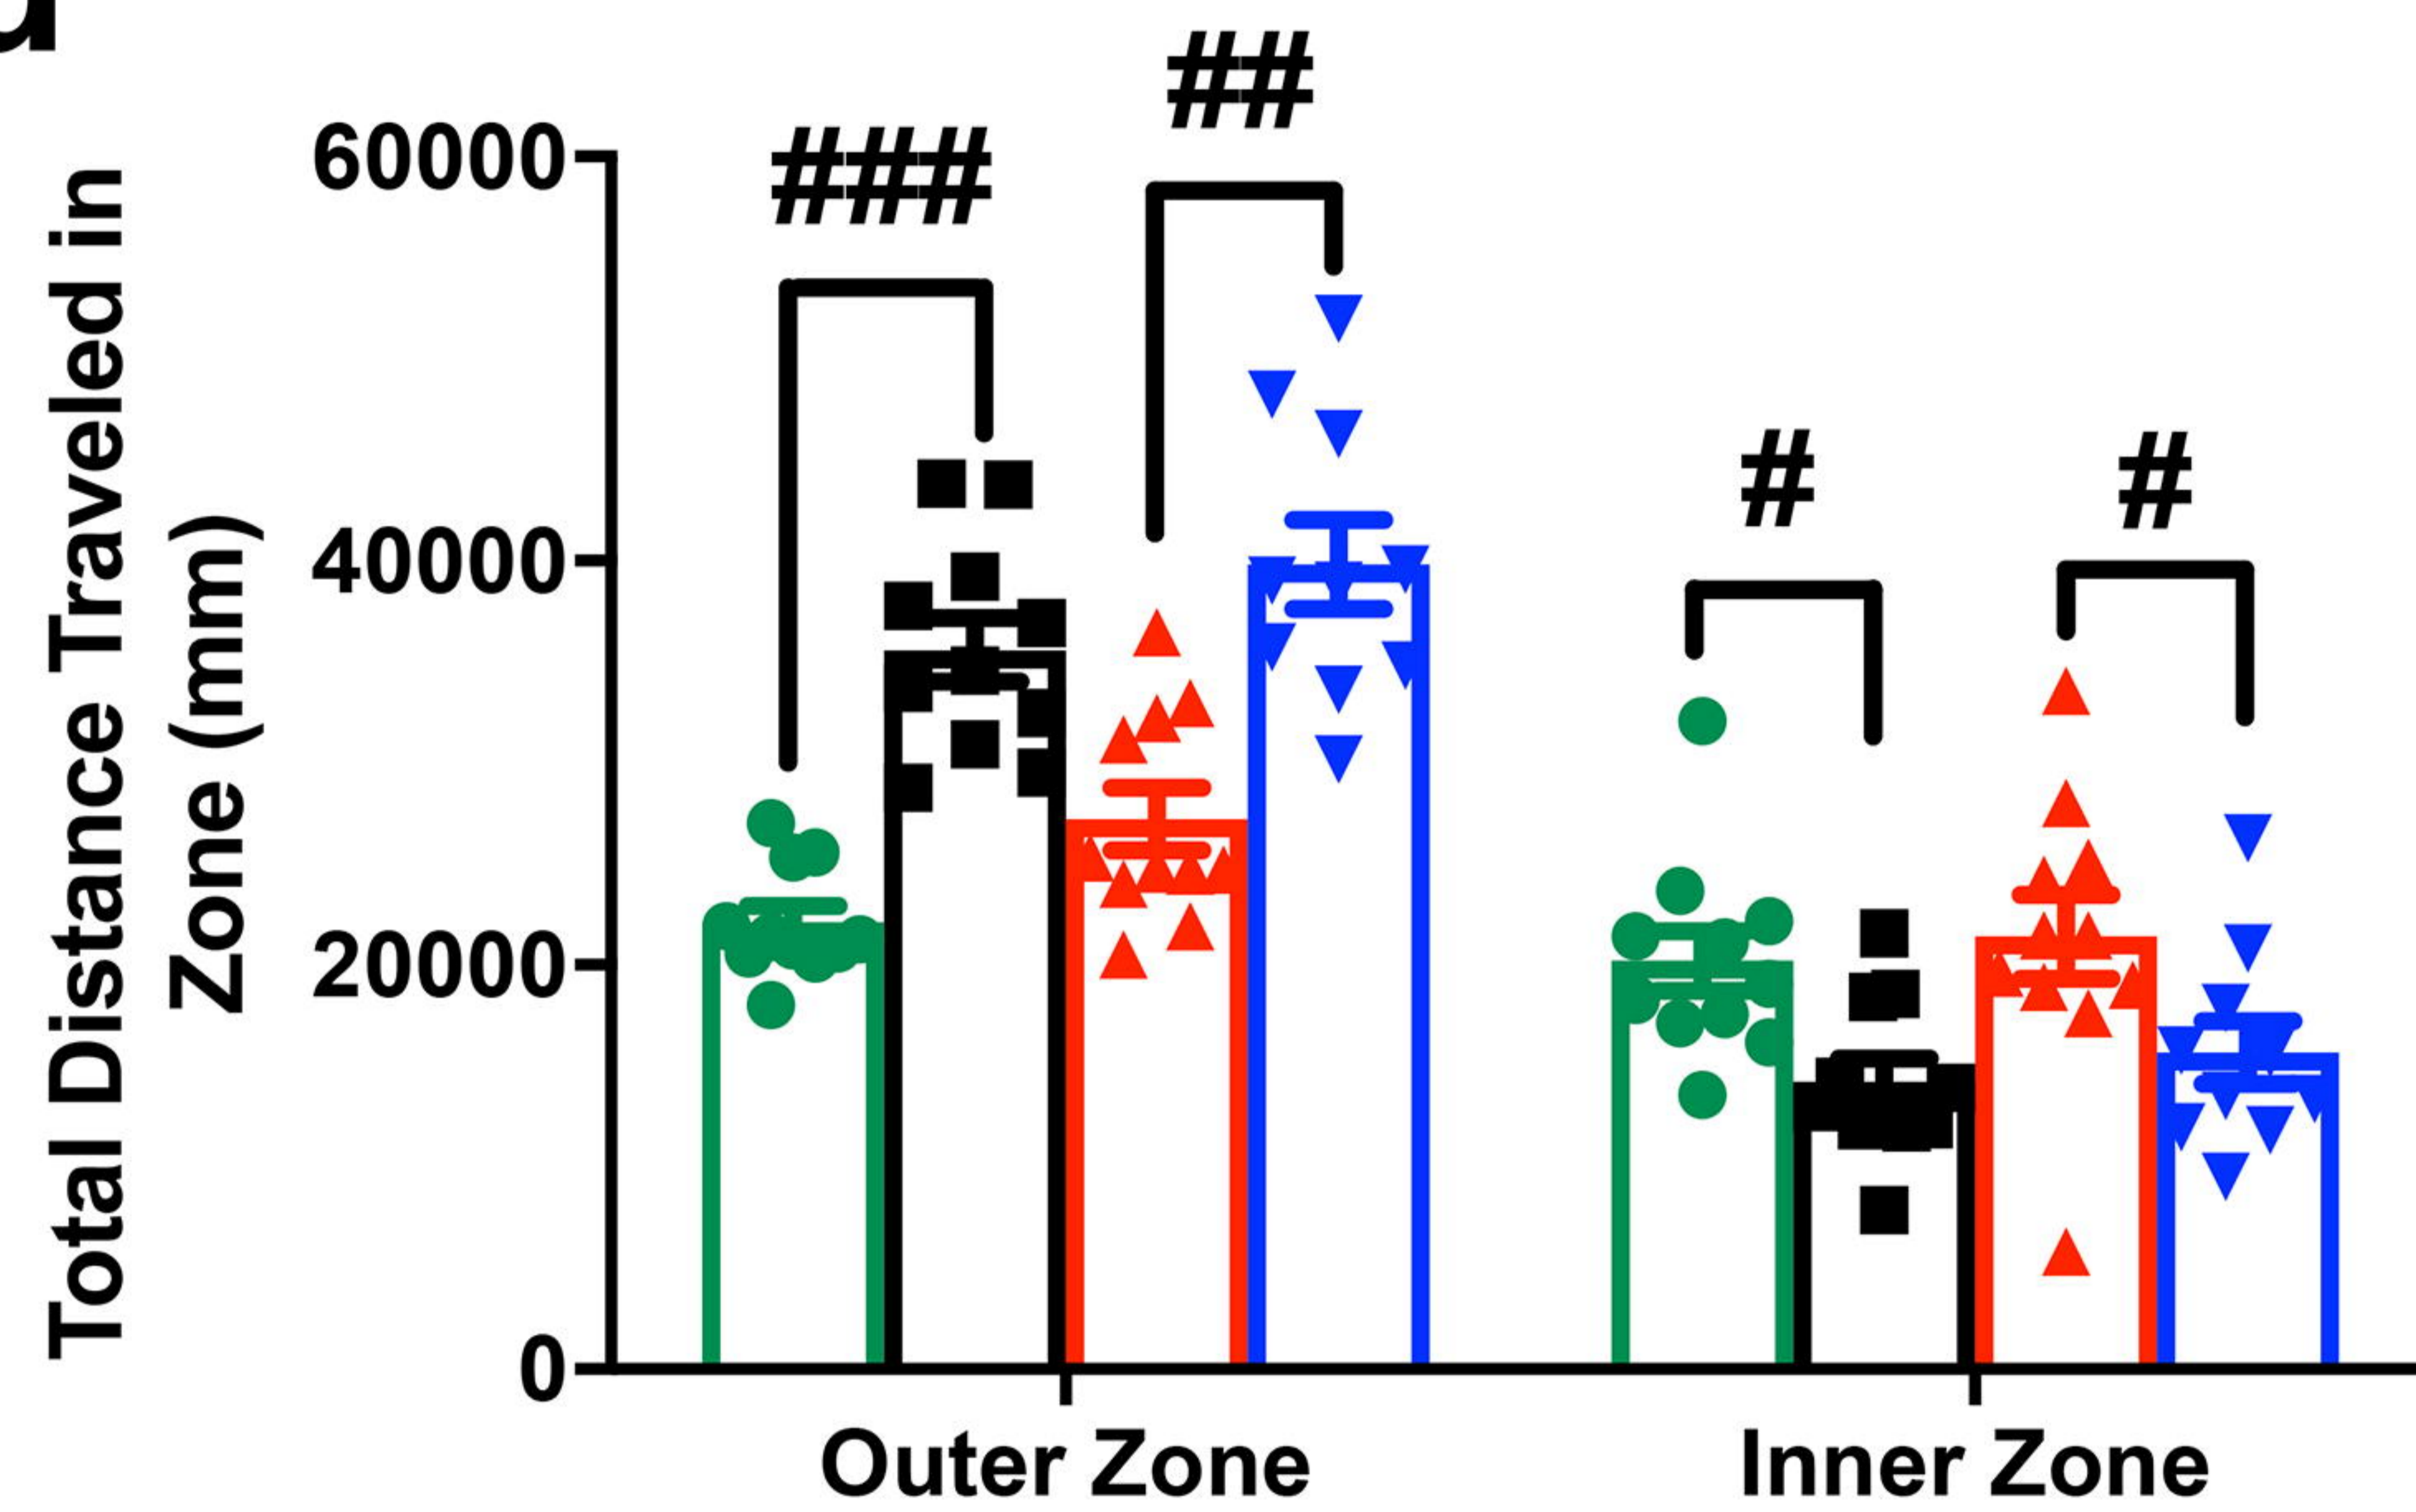 ##
###
60000
40000
20000
0
Total Distance Traveled in
Zone (mm)
#
#
Outer Zone
Inner Zone